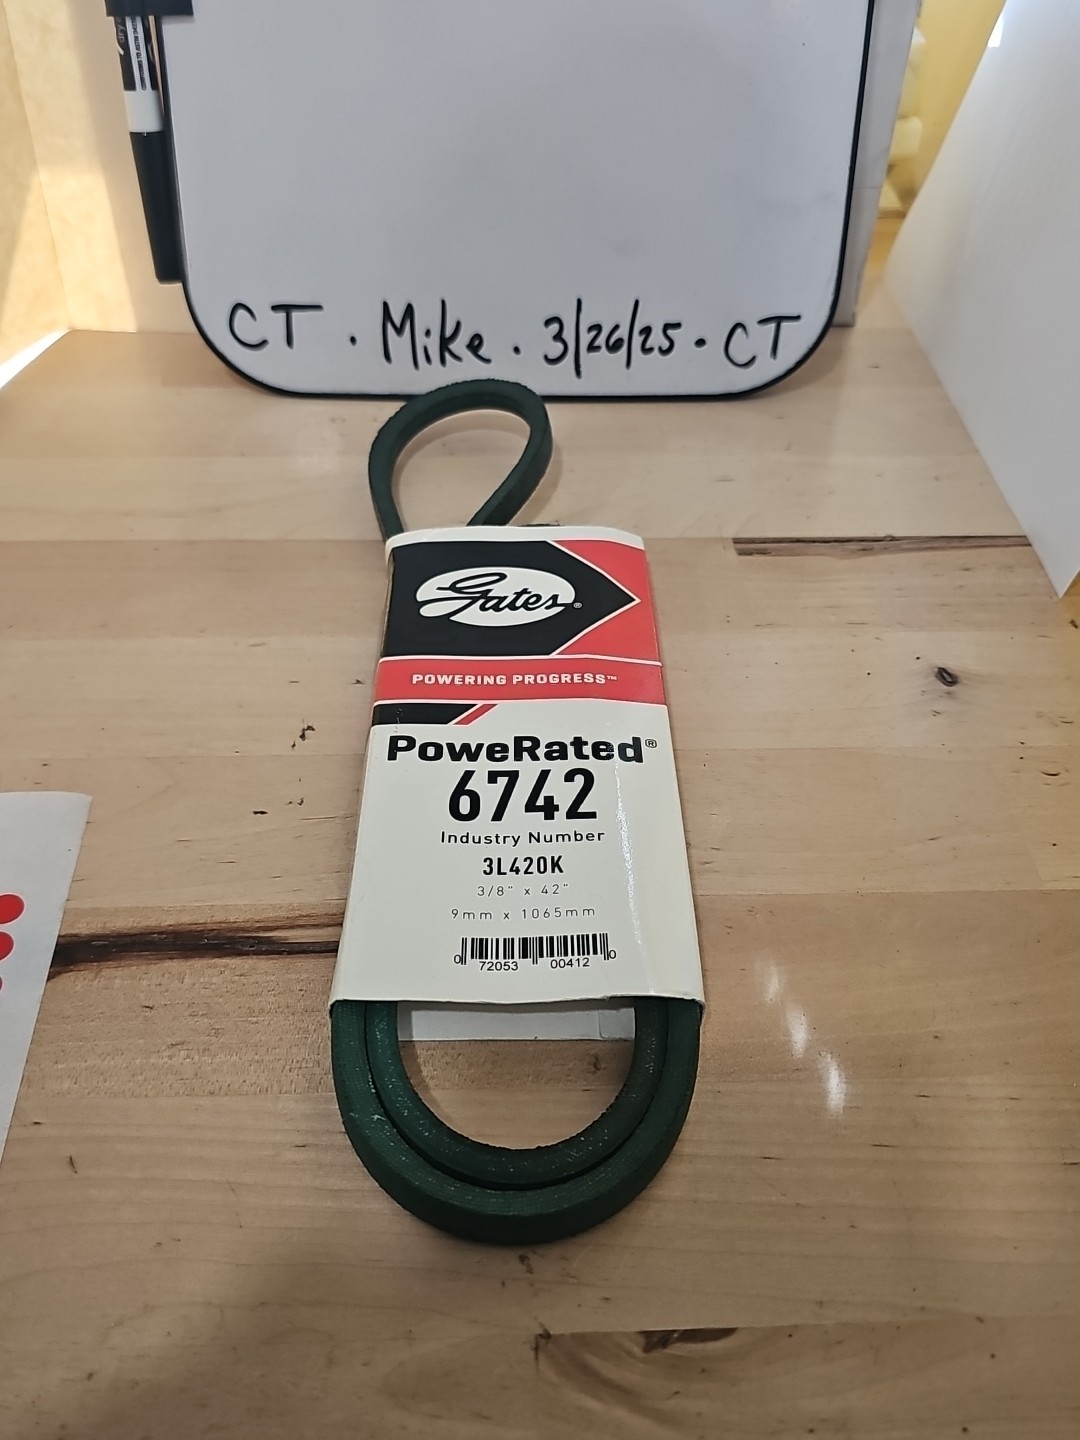 CT · Mike · 3/26/25 · CT
Gates®
POWERING PROGRESS™
PoweRated®
6742
Industry Number
3L420K
3/8" x 42"
9mm x 1065mm
0 72053 00412 0